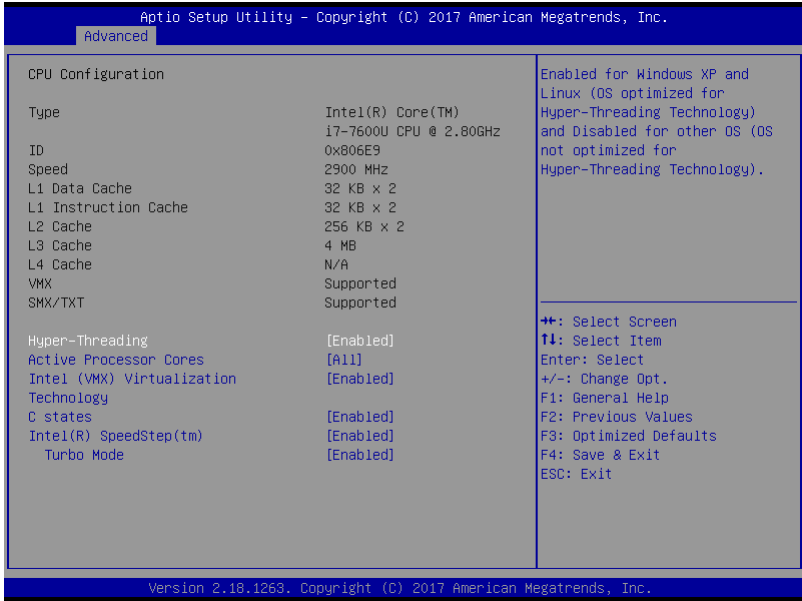 Aptio Setup Utility – Copyright (C) 2017 American Megatrends, Inc.
Advanced
CPU Configuration
Type Intel(R) Core(TM)
i7-7600U CPU @ 2.80GHz
ID 0x806E9
Speed 2900 MHz
L1 Data Cache 32 KB x 2
L1 Instruction Cache 32 KB x 2
L2 Cache 256 KB x 2
L3 Cache 4 MB
L4 Cache N/A
VMX Supported
SMX/TXT Supported
Hyper-Threading [Enabled]
Active Processor Cores [All]
Intel (VMX) Virtualization [Enabled]
Technology
C states [Enabled]
Intel(R) SpeedStep(tm) [Enabled]
Turbo Mode [Enabled]
Enabled for Windows XP and
Linux (OS optimized for
Hyper-Threading Technology)
and Disabled for other OS (OS
not optimized for
Hyper-Threading Technology).
→←: Select Screen
↑↓: Select Item
Enter: Select
+/-: Change Opt.
F1: General Help
F2: Previous Values
F3: Optimized Defaults
F4: Save & Exit
ESC: Exit
Version 2.18.1263. Copyright (C) 2017 American Megatrends, Inc.